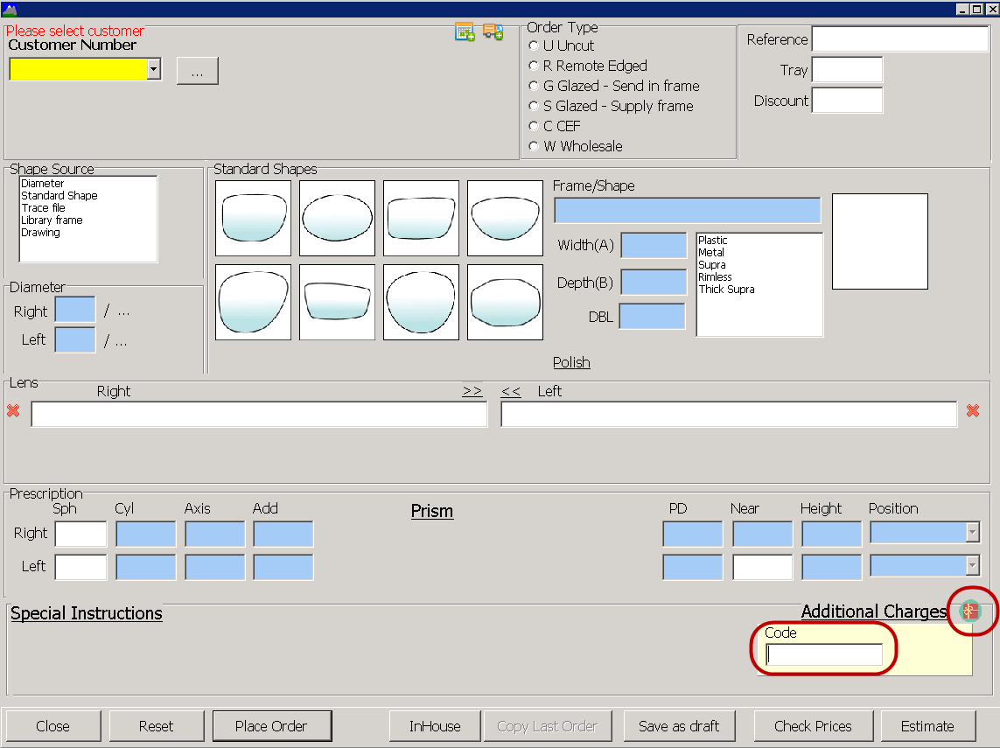 Please select customer
Customer Number
...
Order Type
U Uncut
R Remote Edged
G Glazed - Send in frame
S Glazed - Supply frame
C CEF
W Wholesale
Reference
Tray
Discount
Shape Source
Diameter
Standard Shape
Trace file
Library frame
Drawing
Diameter
Right / ...
Left / ...
Standard Shapes
Frame/Shape
Width(A)
Depth(B)
DBL
Plastic
Metal
Supra
Rimless
Thick Supra
Polish
Lens
Right >> << Left
Prescription
Sph Cyl Axis Add Prism PD Near Height Position
Right
Left
Special Instructions
Additional Charges
Code
Close Reset Place Order InHouse Copy Last Order Save as draft Check Prices Estimate